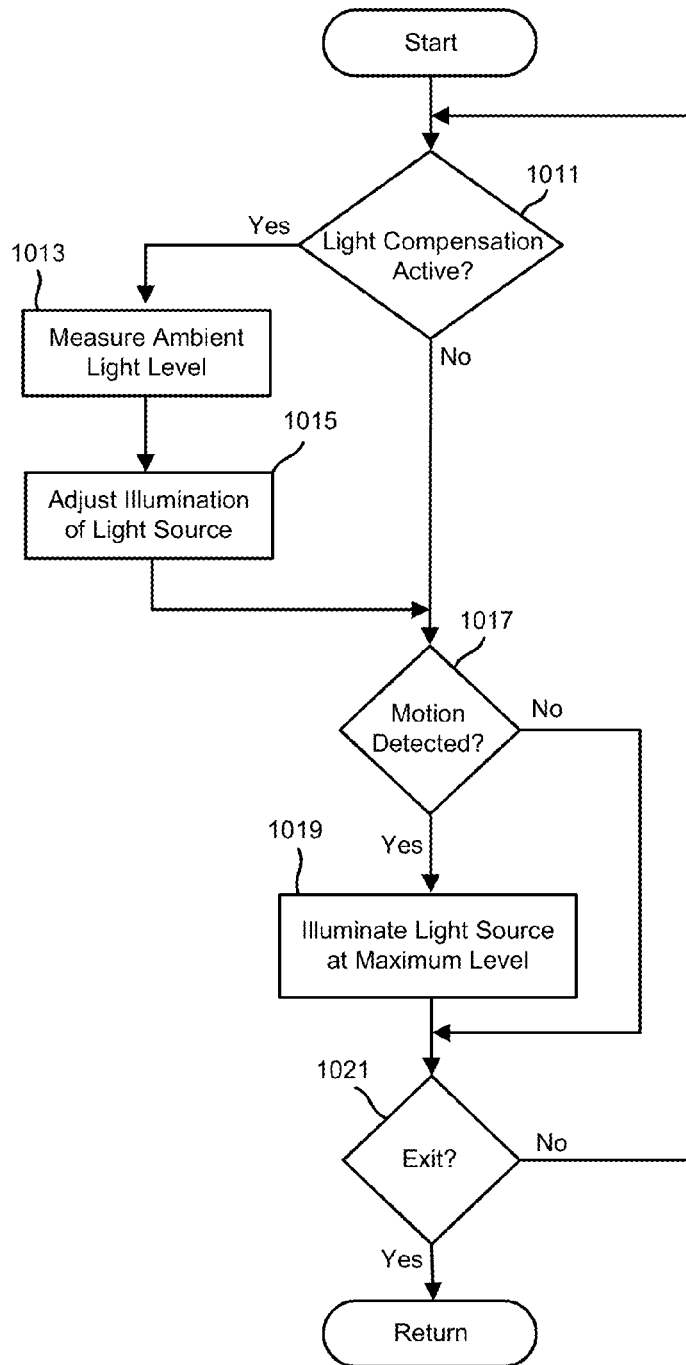 Start
1011
Yes
Light Compensation
Active?
1013
Measure Ambient
Light Level
No
1015
Adjust Illumination
of Light Source
1017
Motion
Detected?
No
1019
Yes
Illuminate Light Source
at Maximum Level
1021
Exit?
No
Yes
Return